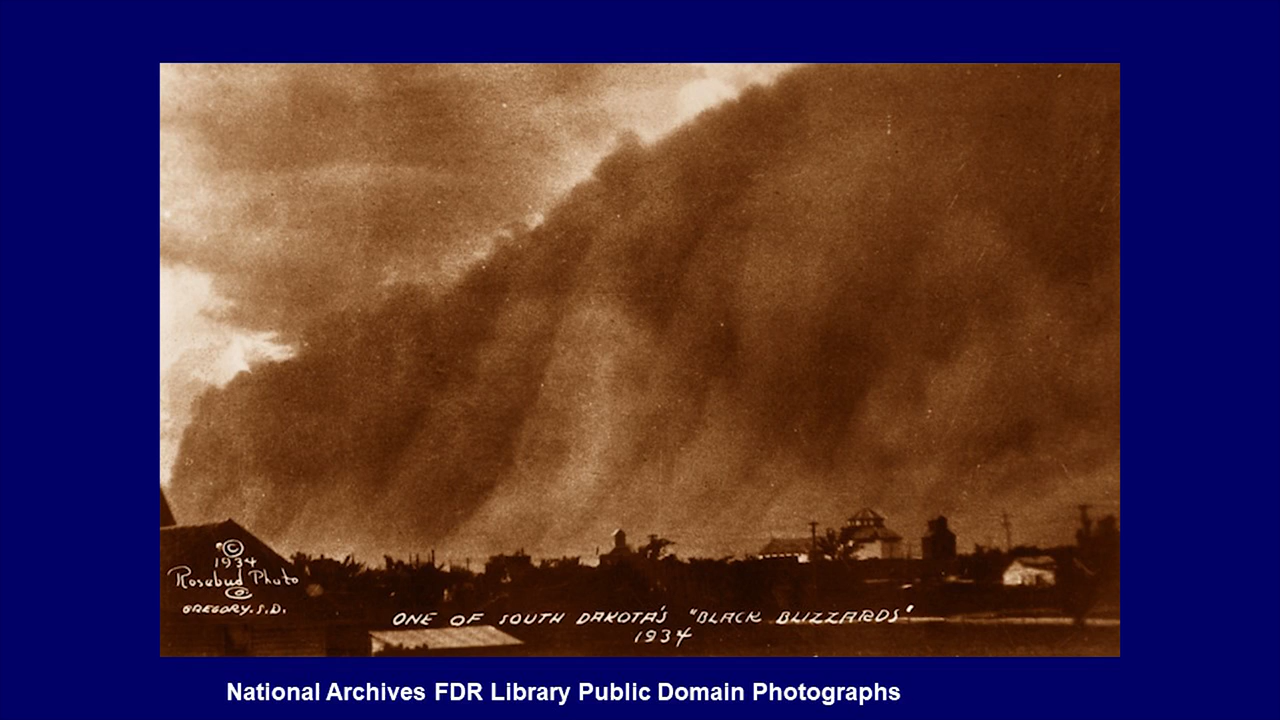 © 
1934
Rosebud Photo
©
GREGORY. S.D.
ONE OF SOUTH DAKOTA'S "BLACK BLIZZARDS"
1934
National Archives FDR Library Public Domain Photographs